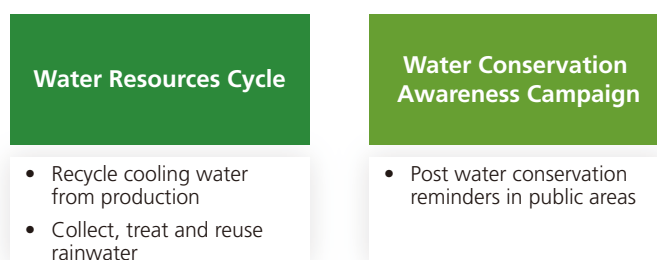 Water Resources Cycle
• Recycle cooling water
from production
• Collect, treat and reuse
rainwater
Water Conservation
Awareness Campaign
• Post water conservation
reminders in public areas